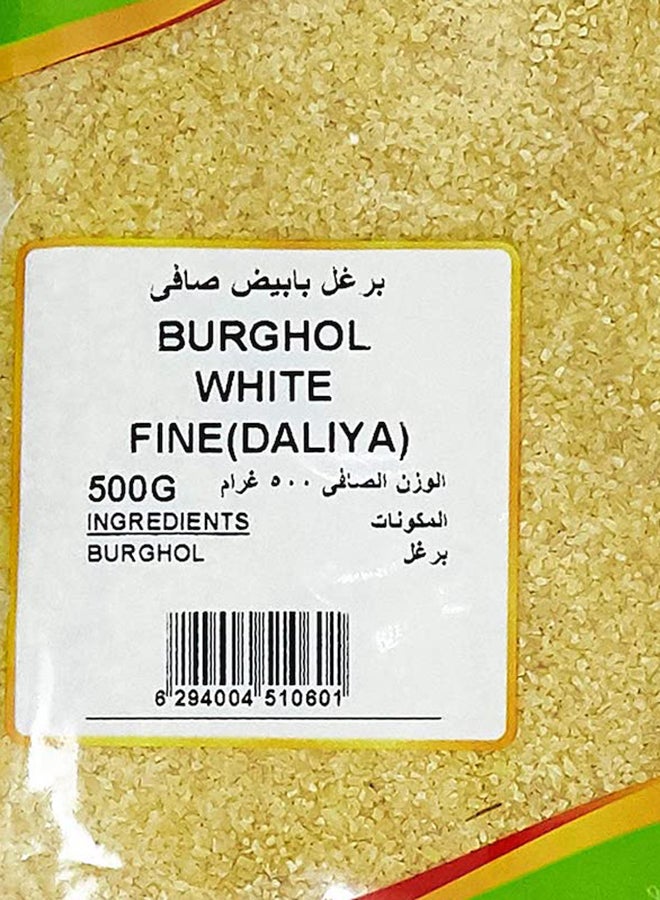 برغل بابيض صافى
BURGHOL
WHITE
FINE(DALIYA)
500G الوزن الصافى ٥٠٠ غرام
INGREDIENTS المكونات
BURGHOL برغل
6 294004 510601